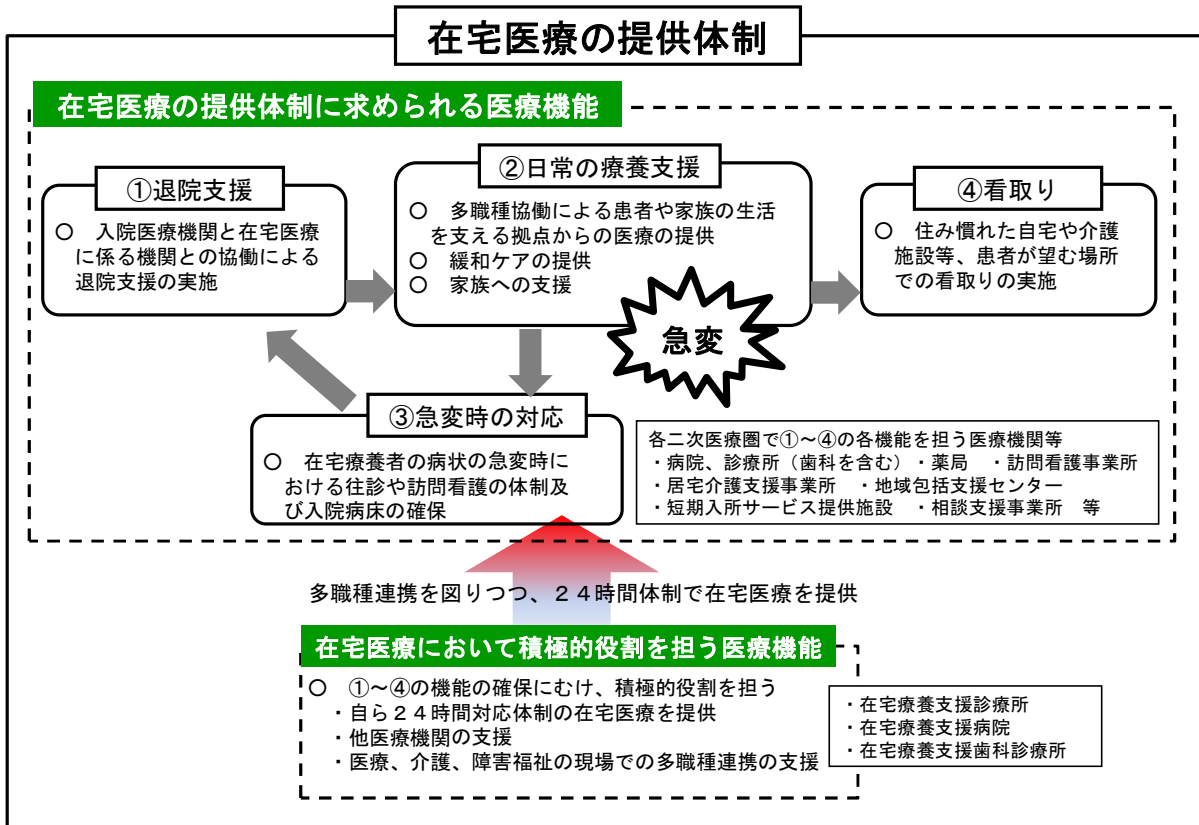 在宅医療の提供体制
在宅医療の提供体制に求められる医療機能
①退院支援
○　入院医療機関と在宅医療
に係る機関との協働による
退院支援の実施
②日常の療養支援
○　多職種協働による患者や家族の生活
を支える拠点からの医療の提供
○　緩和ケアの提供
○　家族への支援
急変
④看取り
○　住み慣れた自宅や介護
施設等、患者が望む場所
での看取りの実施
③急変時の対応
○　在宅療養者の病状の急変時に
おける往診や訪問看護の体制及
び入院病床の確保
各二次医療圏で①～④の各機能を担う医療機関等
・病院、診療所（歯科を含む）・薬局　・訪問看護事業所
・居宅介護支援事業所　・地域包括支援センター
・短期入所サービス提供施設　・相談支援事業所　等
多職種連携を図りつつ、２４時間体制で在宅医療を提供
在宅医療において積極的役割を担う医療機能
○　①～④の機能の確保にむけ、積極的役割を担う
・自ら２４時間対応体制の在宅医療を提供
・他医療機関の支援
・医療、介護、障害福祉の現場での多職種連携の支援
・在宅療養支援診療所
・在宅療養支援病院
・在宅療養支援歯科診療所